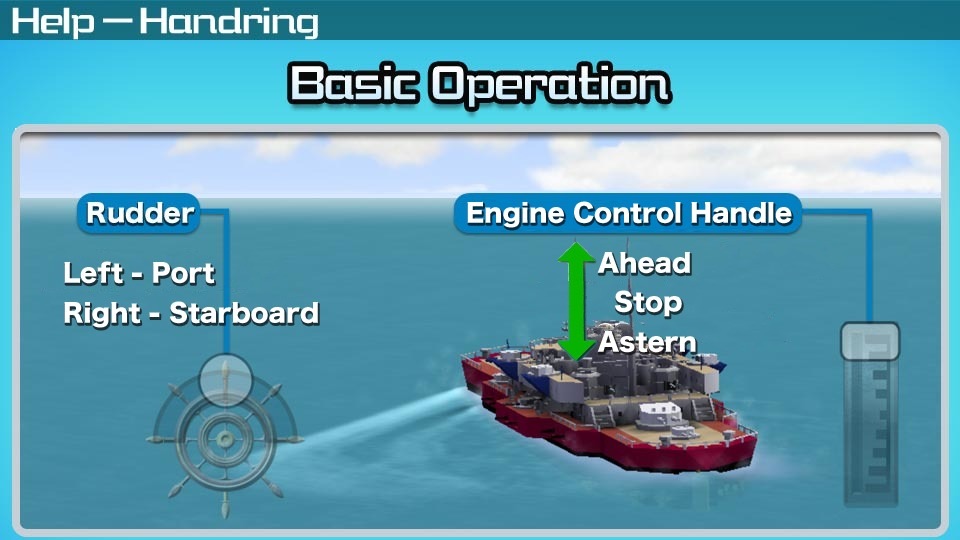 Help － Handring
Basic Operation
Rudder
Left - Port
Right - Starboard
Engine Control Handle
Ahead
Stop
Astern